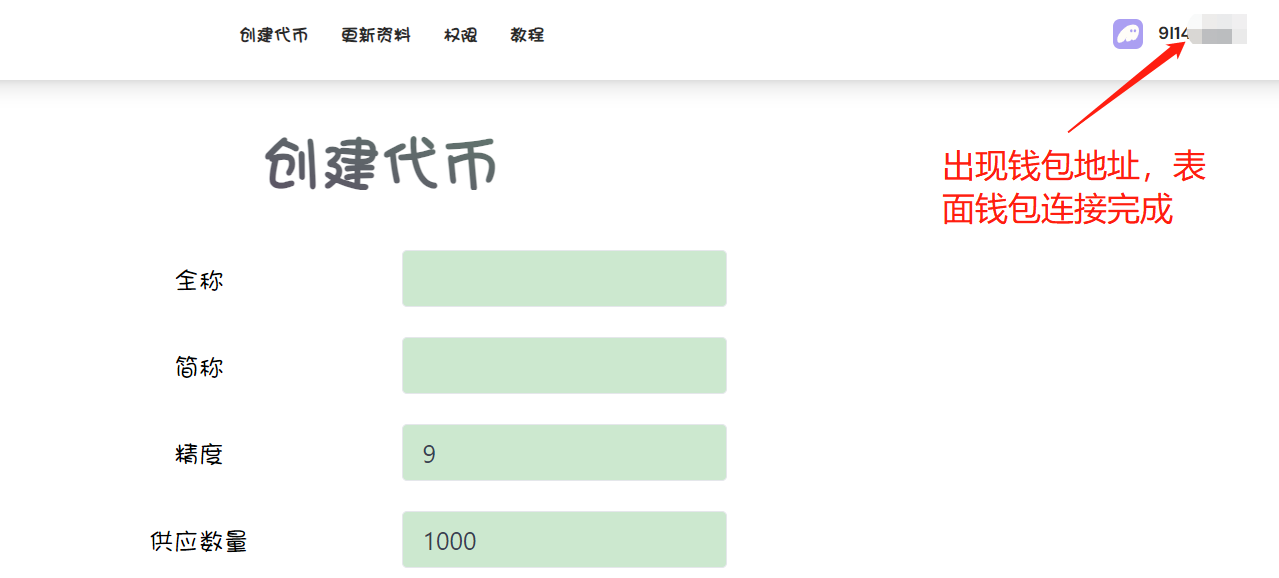 创建代币 更新资料 权限 教程
9I14
出现钱包地址，表
面钱包连接完成
创建代币
全称
简称
精度 9
供应数量 1000